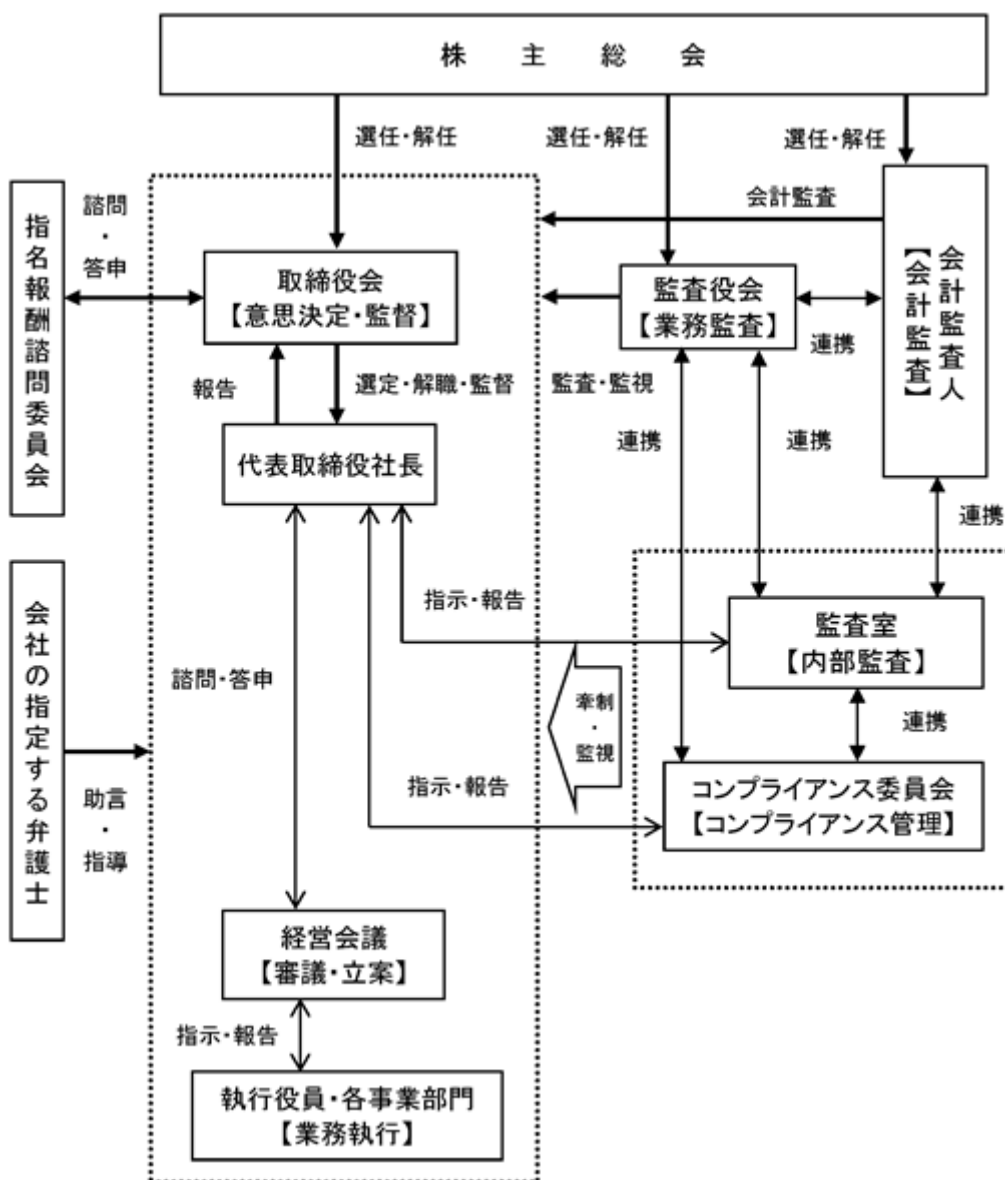 株主総会
選任・解任
選任・解任
選任・解任
指名報酬諮問委員会
諮問・答申
会計監査
会計監査人
【会計監査】
取締役会
【意思決定・監督】
監査役会
【業務監査】
連携
報告
選定・解職・監督
監査・監視
代表取締役社長
連携
連携
連携
会社の指定する弁護士
助言・指導
指示・報告
監査室
【内部監査】
諮問・答申
牽制・監視
連携
指示・報告
コンプライアンス委員会
【コンプライアンス管理】
経営会議
【審議・立案】
指示・報告
執行役員・各事業部門
【業務執行】